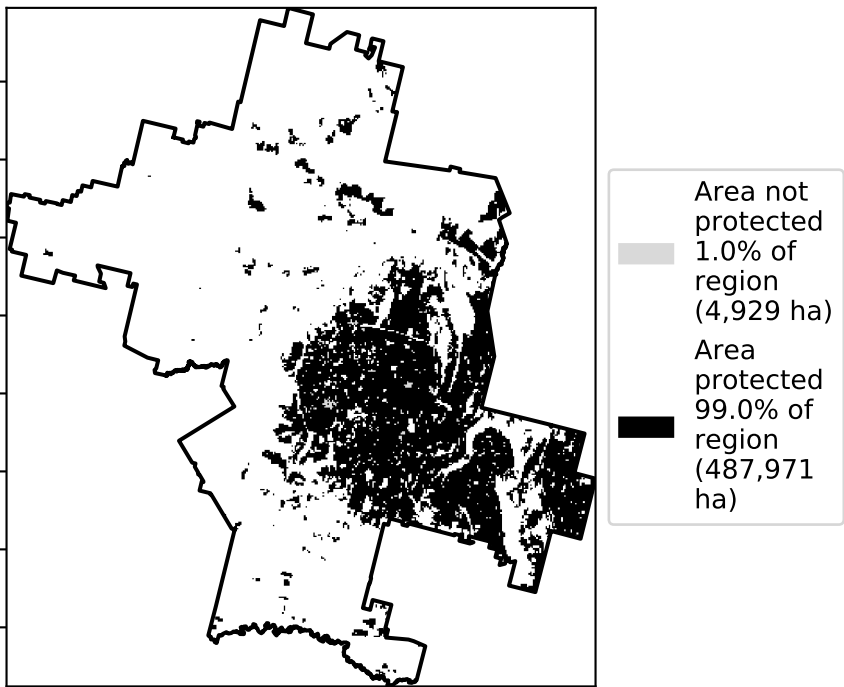 Area not
protected
1.0% of
region
(4,929 ha)
Area
protected
99.0% of
region
(487,971
ha)